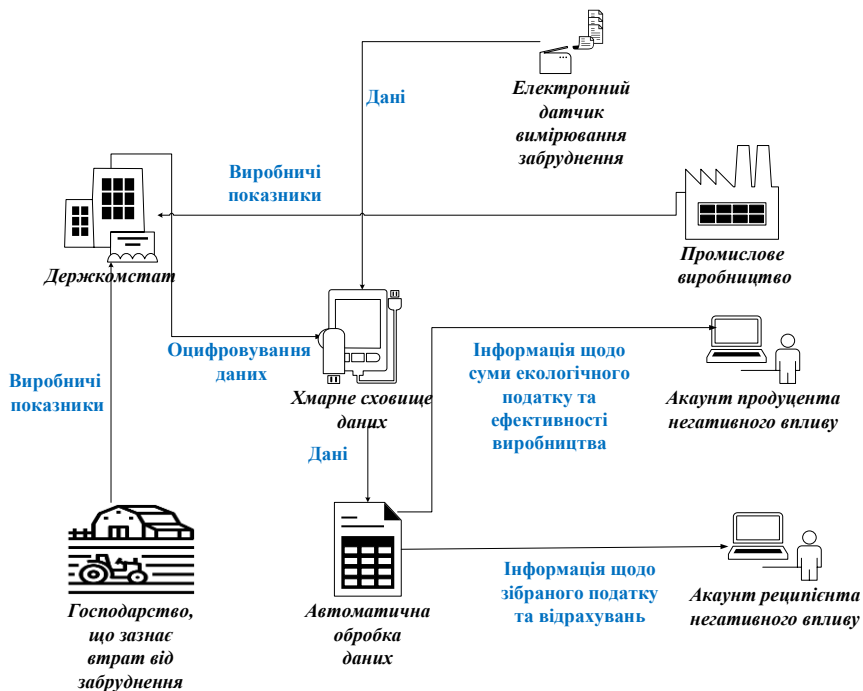 Електронний
датчик
вимірювання
забруднення
Дані
Виробничі
показники
Держкомстат
Промислове
виробництво
Оцифровування
даних
Хмарне сховище
даних
Інформація щодо
суми екологічного
податку та
ефективності
виробництва
Акаунт продуцента
негативного впливу
Виробничі
показники
Дані
Господарство,
що зазнає
втрат від
забруднення
Автоматична
обробка
даних
Інформація щодо
зібраного податку
та відрахувань
Акаунт реципієнта
негативного впливу